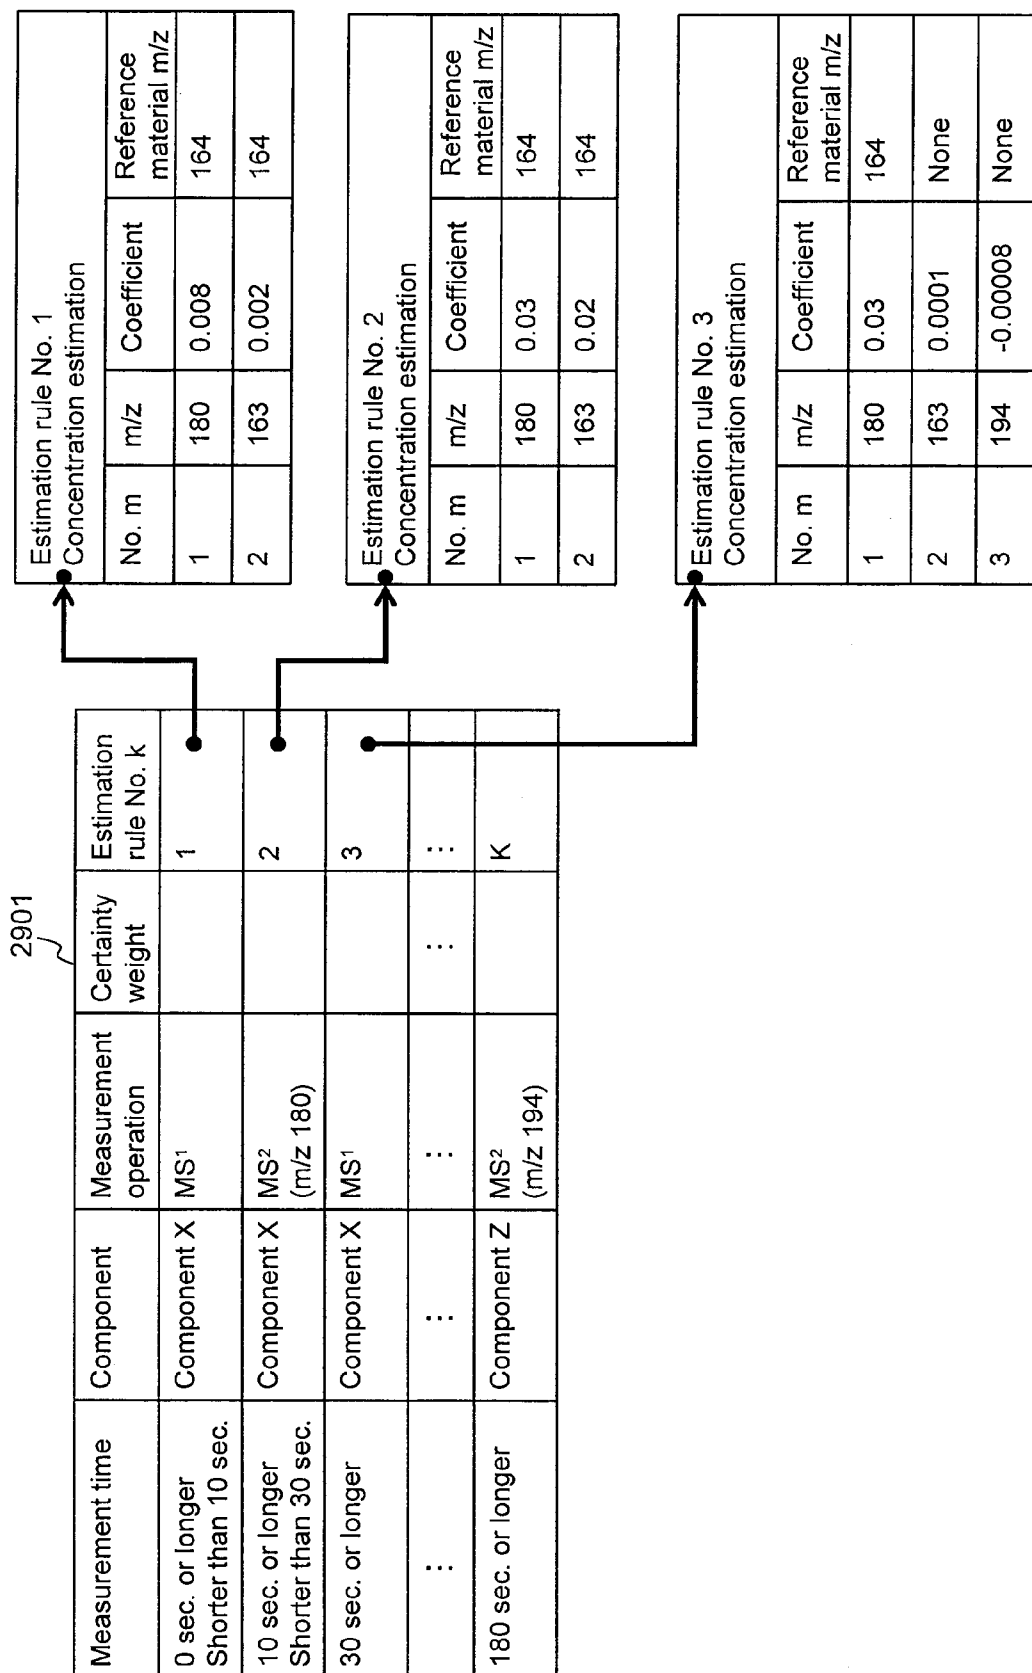 2901
Measurement time
Component
Measurement
operation
Certainty
weight
Estimation
rule No. k
0 sec. or longer
Shorter than 10 sec.
Component X
MS¹
1
10 sec. or longer
Shorter than 30 sec.
Component X
MS²
(m/z 180)
2
30 sec. or longer
Component X
MS¹
3
⋮
⋮
⋮
⋮
⋮
180 sec. or longer
Component Z
MS²
(m/z 194)
K
Estimation rule No. 1
Concentration estimation
No. m
m/z
Coefficient
Reference
material m/z
1
180
0.008
164
2
163
0.002
164
Estimation rule No. 2
Concentration estimation
No. m
m/z
Coefficient
Reference
material m/z
1
180
0.03
164
2
163
0.02
164
Estimation rule No. 3
Concentration estimation
No. m
m/z
Coefficient
Reference
material m/z
1
180
0.03
164
2
163
0.0001
None
3
194
-0.00008
None